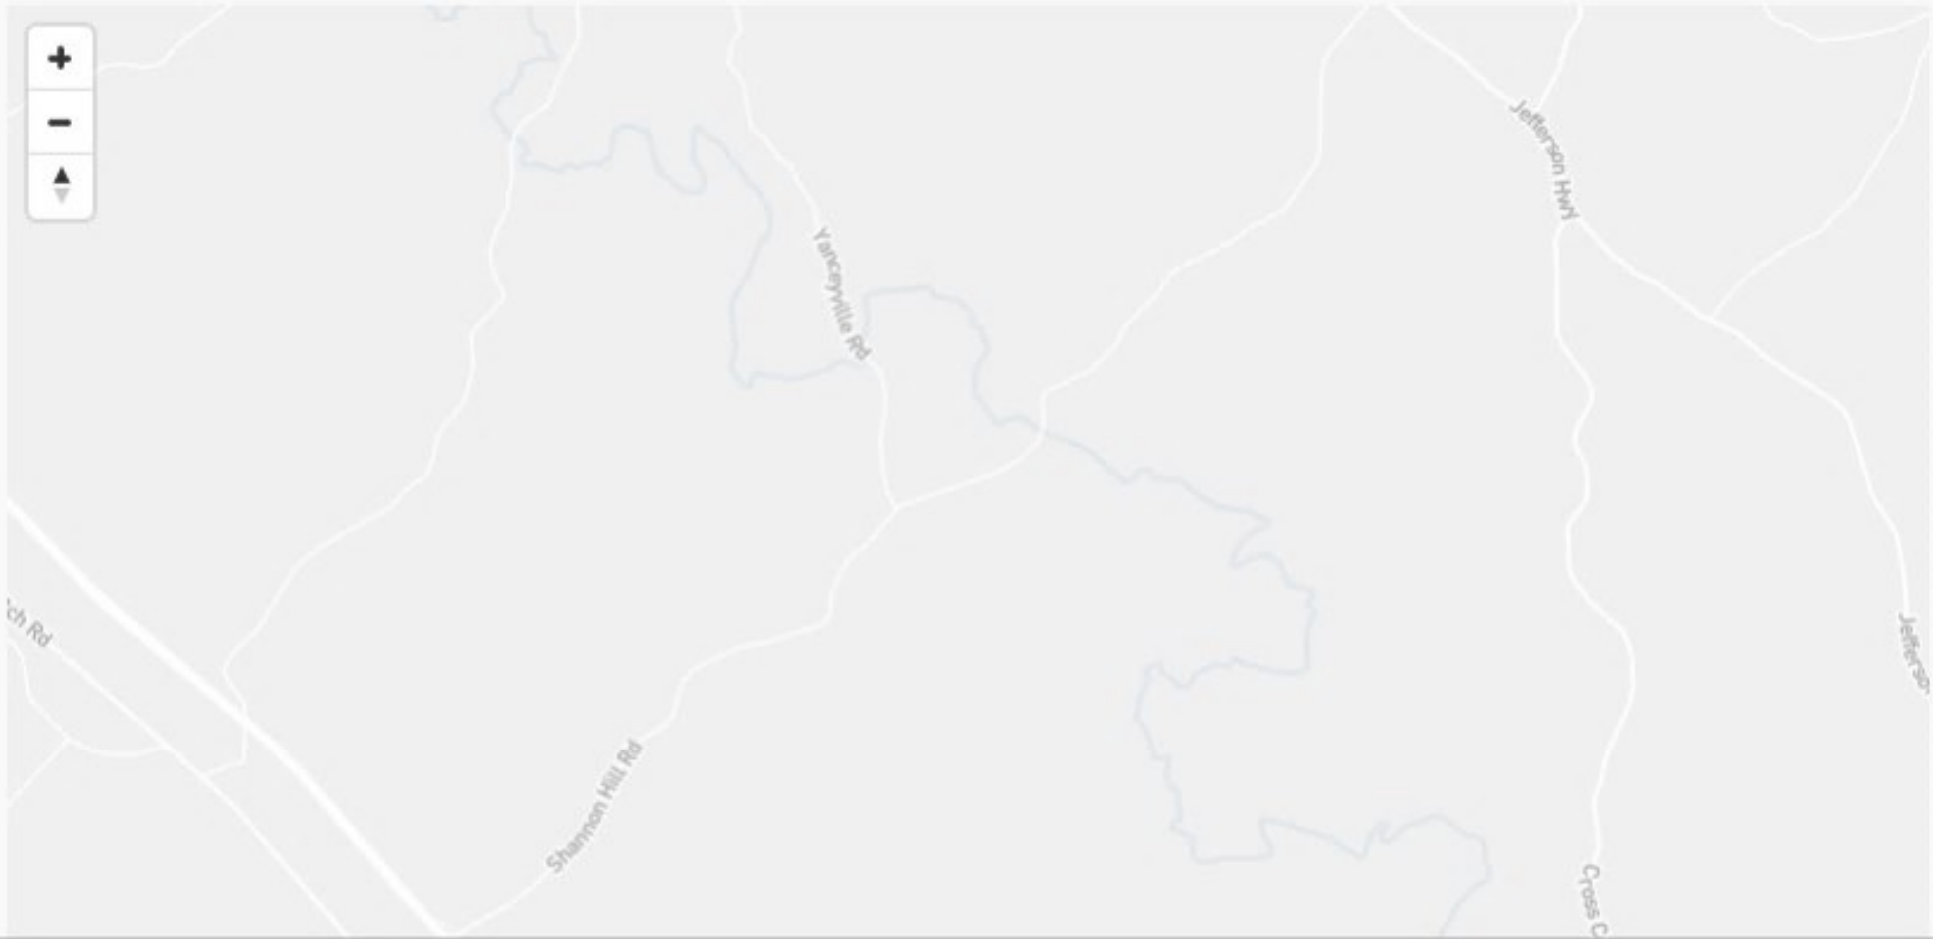 Jefferson Hwy
Yanceyville Rd
ch Rd
Jefferso
Shannon Hill Rd
Cross C